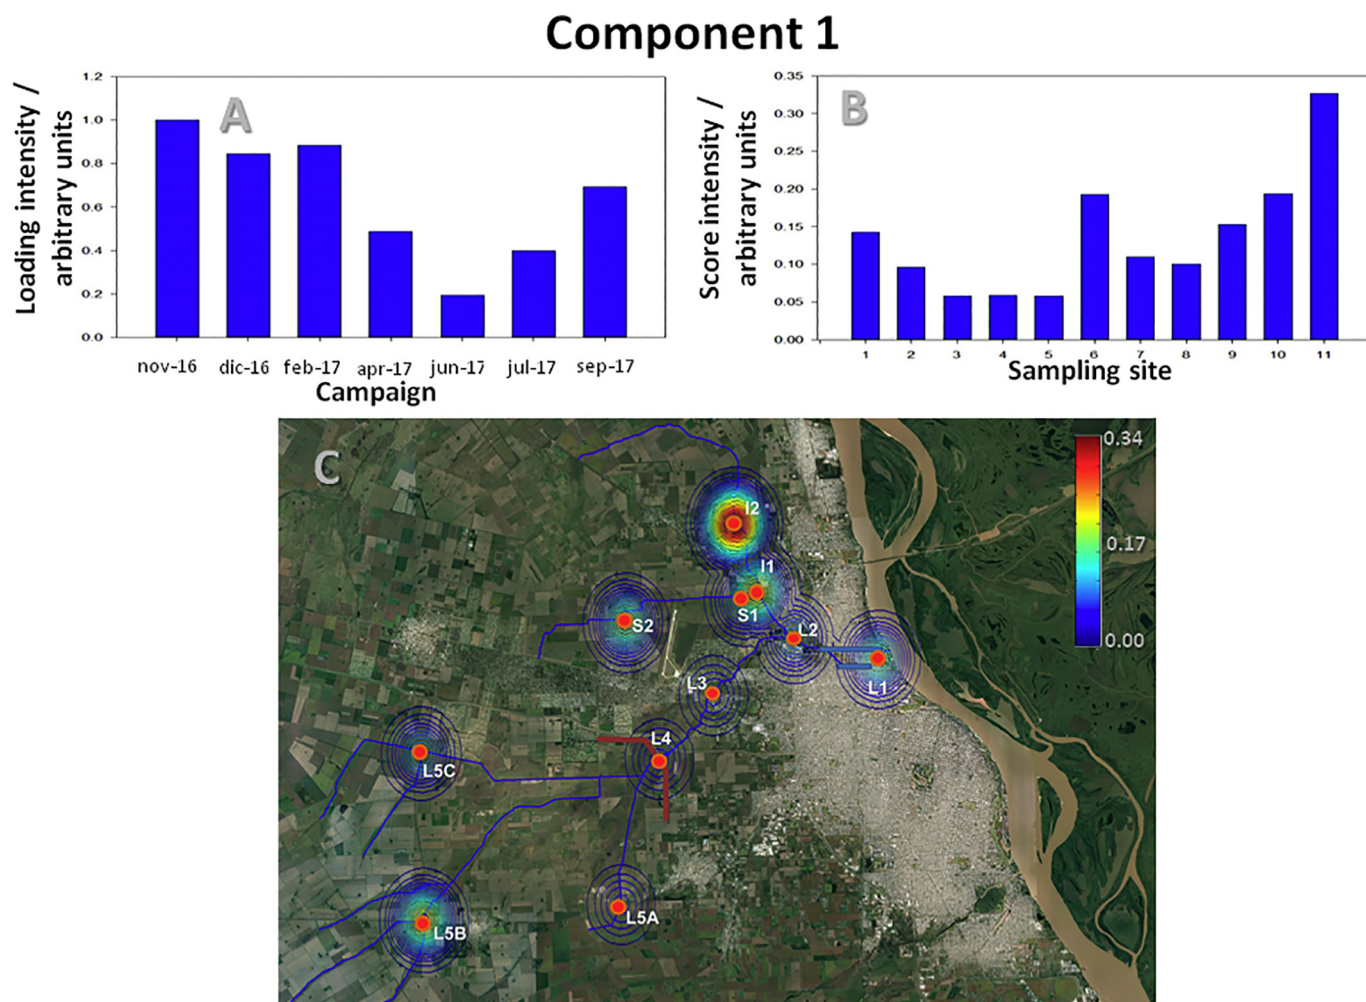 Component 1
Loading intensity /
arbitrary units
1.2
1.0
0.8
0.6
0.4
0.2
0.0
A
nov-16 dic-16 feb-17 apr-17 jun-17 jul-17 sep-17
Campaign
Score intensity /
arbitrary units
0.35
0.30
0.25
0.20
0.15
0.10
0.05
0.00
B
1 2 3 4 5 6 7 8 9 10 11
Sampling site
C
0.34
0.17
0.11
0.00
I2
I1
S1
S2
L2
L1
L3
L4
L5C
L5A
L5B